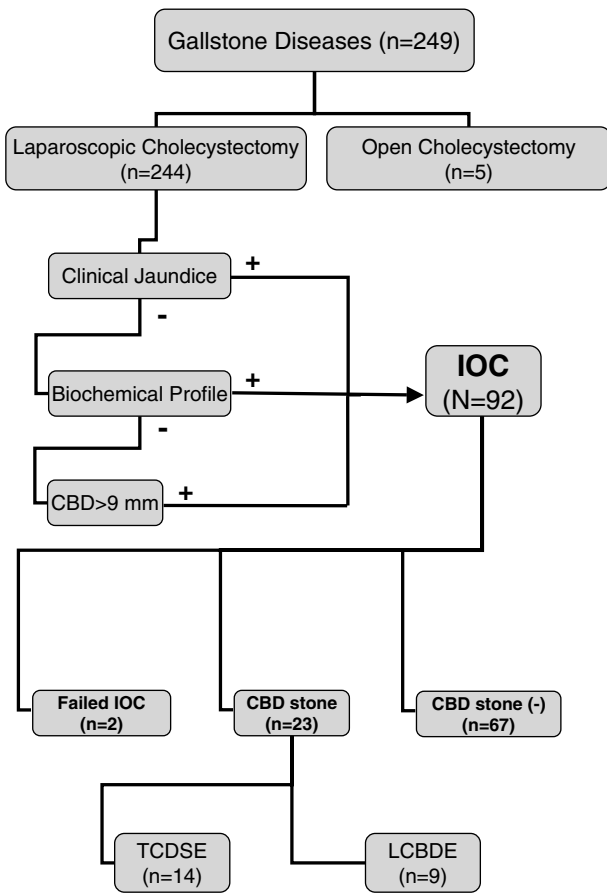 Gallstone Diseases (n=249)
Laparoscopic Cholecystectomy
(n=244)
Open Cholecystectomy
(n=5)
Clinical Jaundice
+
-
Biochemical Profile
+
-
CBD>9 mm
+
IOC
(N=92)
Failed IOC
(n=2)
CBD stone
(n=23)
CBD stone (-)
(n=67)
TCDSE
(n=14)
LCBDE
(n=9)